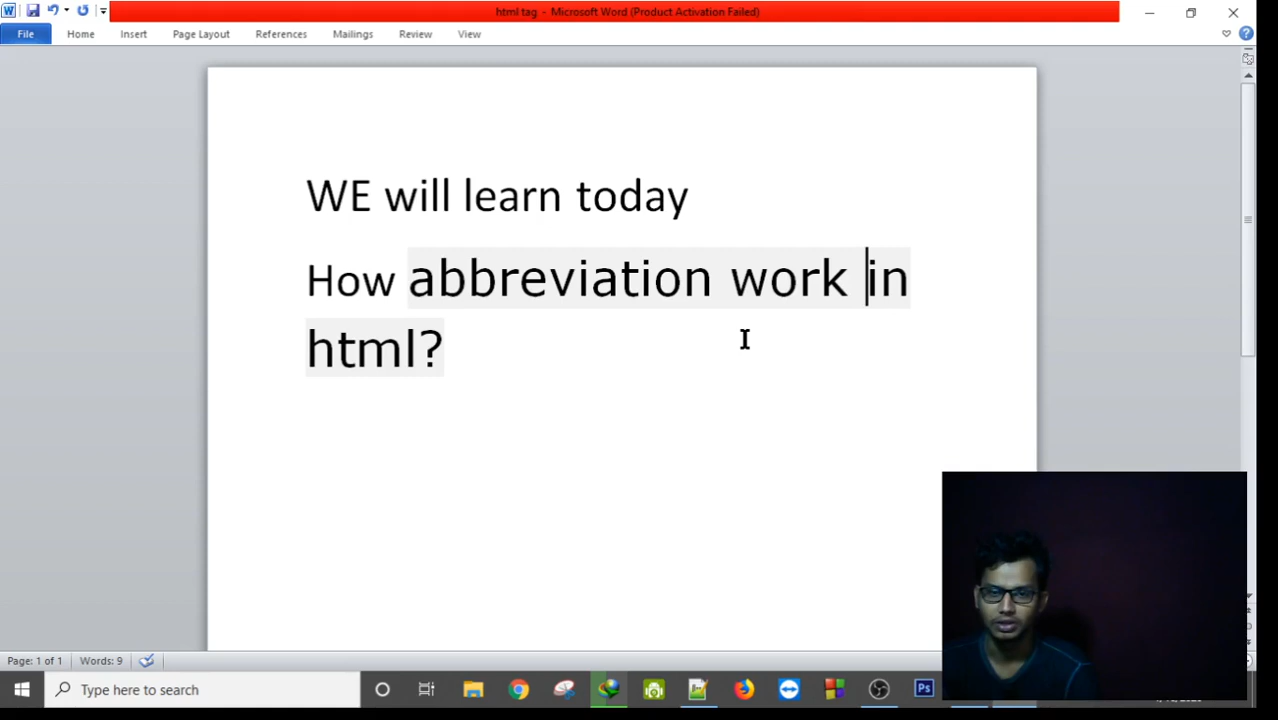 html tag - Microsoft Word (Product Activation Failed)
File Home Insert Page Layout References Mailings Review View
WE will learn today
How abbreviation work in
html?
Page: 1 of 1 Words: 9
Type here to search
Ps